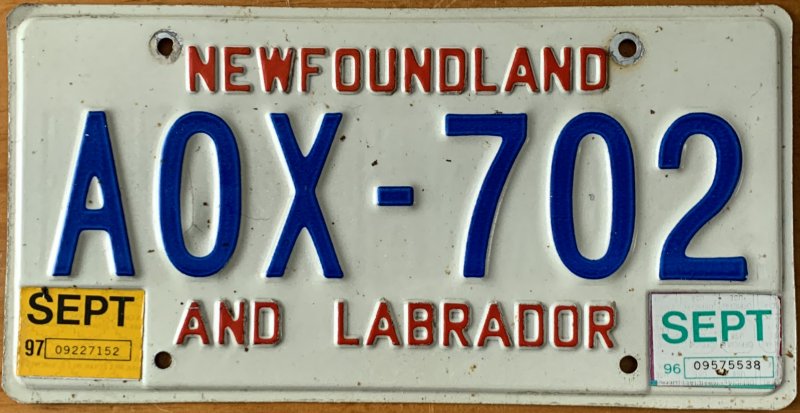 NEWFOUNDLAND
AOX-702
SEPT
97 09227152
AND LABRADOR
SEPT
96 09575538